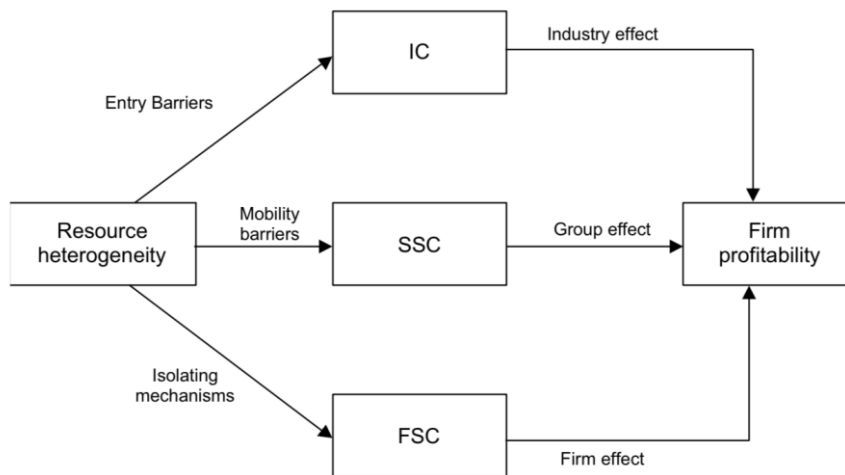 IC
Industry effect
Entry Barriers
Resource
heterogeneity
Mobility
barriers
SSC
Group effect
Firm
profitability
Isolating
mechanisms
FSC
Firm effect